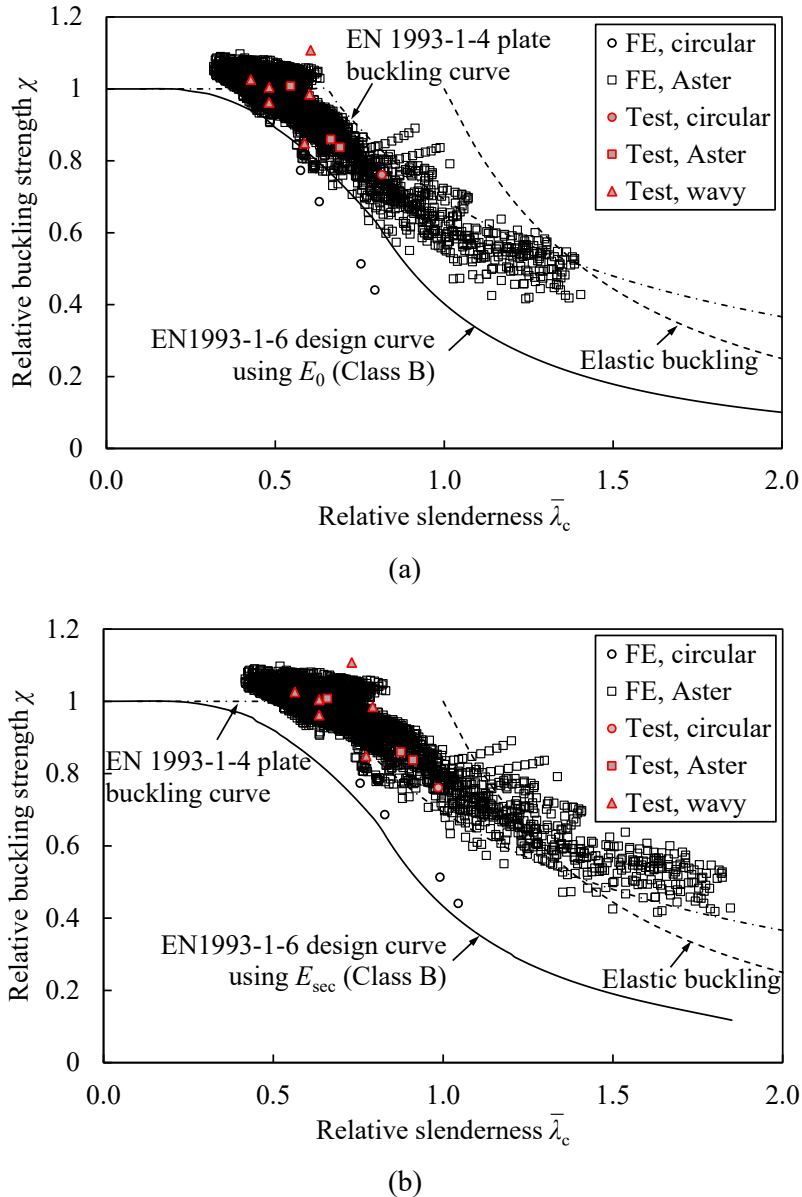 1.2
1
0.8
0.6
0.4
0.2
0
Relative buckling strength χ
EN 1993-1-4 plate
buckling curve
FE, circular
FE, Aster
Test, circular
Test, Aster
Test, wavy
EN1993-1-6 design curve
using E₀ (Class B)
Elastic buckling
0.0 0.5 1.0 1.5 2.0
Relative slenderness λ̅c
(a)
1.2
1
0.8
0.6
0.4
0.2
0
Relative buckling strength χ
FE, circular
FE, Aster
Test, circular
Test, Aster
Test, wavy
EN 1993-1-4 plate
buckling curve
EN1993-1-6 design curve
using Esec (Class B)
Elastic buckling
0.0 0.5 1.0 1.5 2.0
Relative slenderness λ̅c
(b)